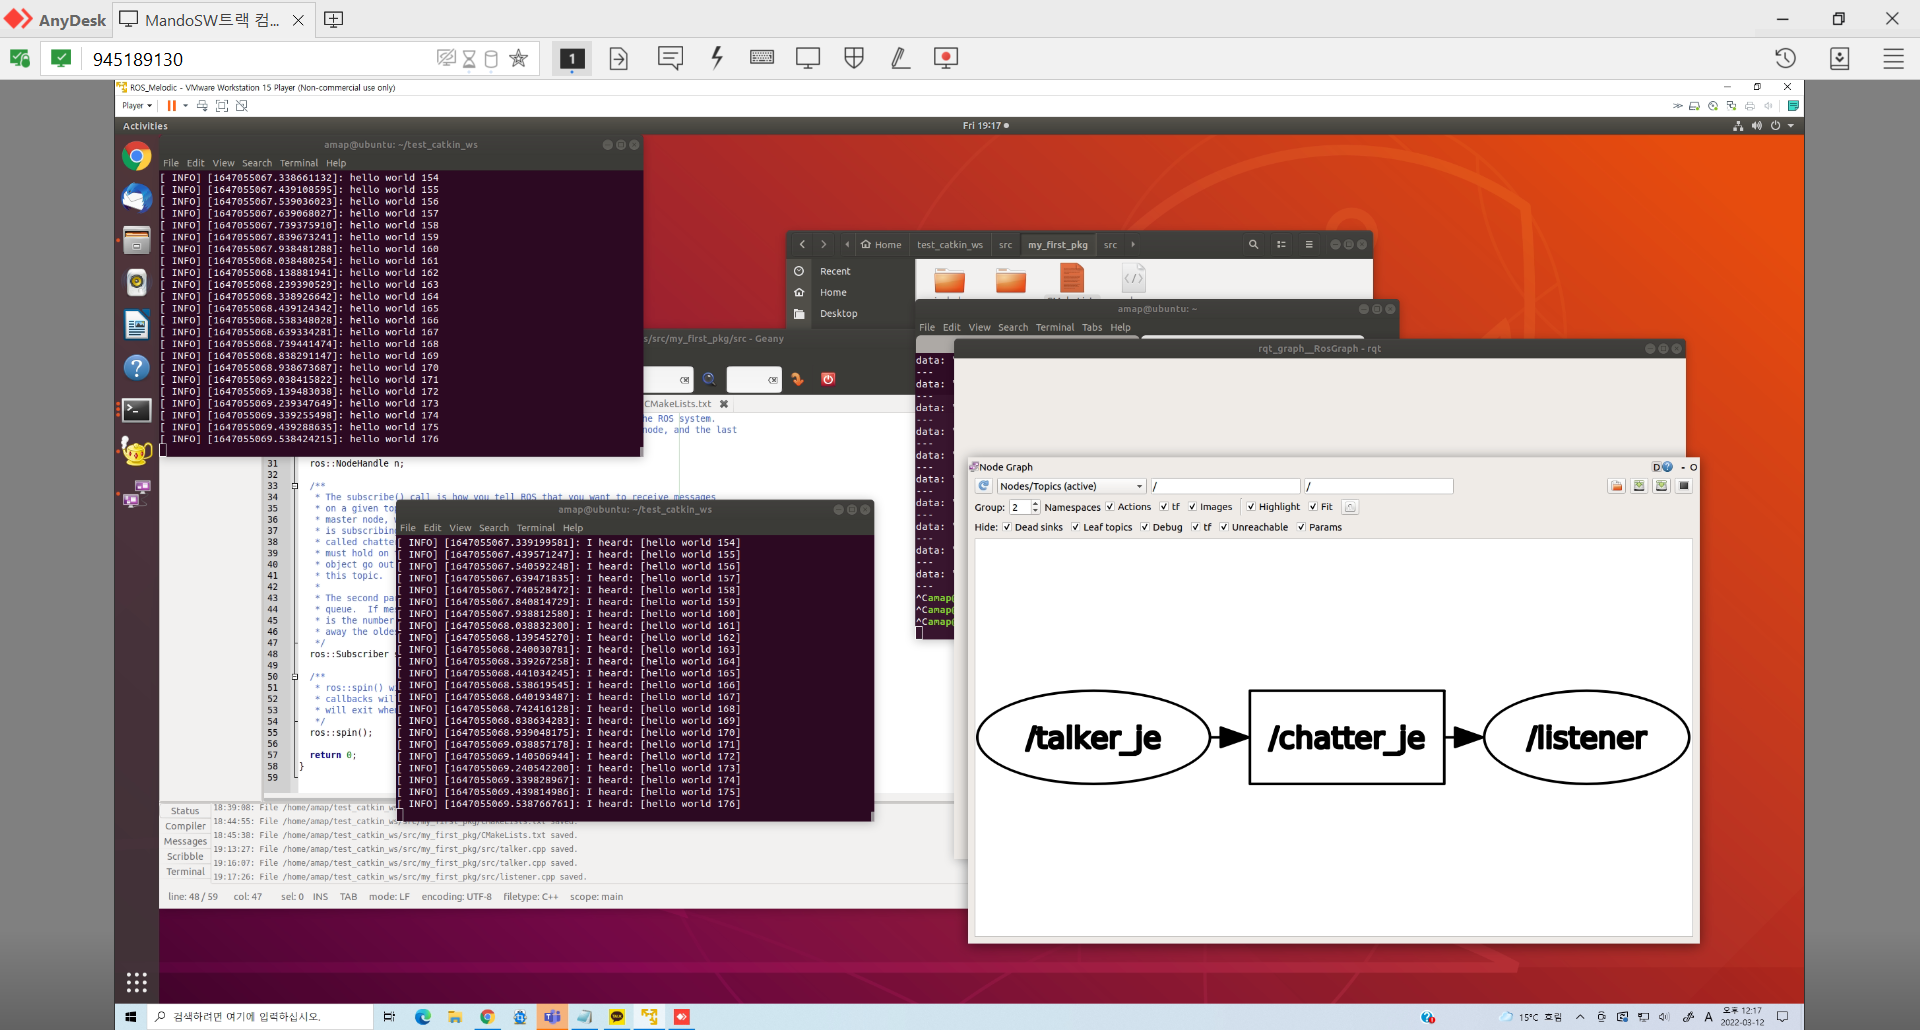 AnyDesk
MandoSW트랙 컴...
945189130
1
ROS_Melodic - VMware Workstation 15 Player (Non-commercial use only)
Player
Activities
Fri 19:17
amap@ubuntu: ~/test_catkin_ws
File Edit View Search Terminal Help
[ INFO] [1647055067.338661132]: hello world 154
[ INFO] [1647055067.439108595]: hello world 155
[ INFO] [1647055067.539036023]: hello world 156
[ INFO] [1647055067.639068027]: hello world 157
[ INFO] [1647055067.739375910]: hello world 158
[ INFO] [1647055067.839673241]: hello world 159
[ INFO] [1647055067.938481288]: hello world 160
[ INFO] [1647055068.038480254]: hello world 161
[ INFO] [1647055068.138881941]: hello world 162
[ INFO] [1647055068.239390529]: hello world 163
[ INFO] [1647055068.338926642]: hello world 164
[ INFO] [1647055068.439124342]: hello world 165
[ INFO] [1647055068.538348028]: hello world 166
[ INFO] [1647055068.639334281]: hello world 167
[ INFO] [1647055068.739441474]: hello world 168
[ INFO] [1647055068.838291147]: hello world 169
[ INFO] [1647055068.938673687]: hello world 170
[ INFO] [1647055069.038415822]: hello world 171
[ INFO] [1647055069.139483038]: hello world 172
[ INFO] [1647055069.239347649]: hello world 173
[ INFO] [1647055069.339255498]: hello world 174
[ INFO] [1647055069.439288635]: hello world 175
[ INFO] [1647055069.538424215]: hello world 176
Home test_catkin_ws src my_first_pkg src
Recent
Home
Desktop
s/src/my_first_pkg/src - Geany
CMakeLists.txt
he ROS system.
node, and the last
31 ros::NodeHandle n;
32
33 /**
34 * The subscribe() call is how you tell ROS that you want to receive messages
35 * on a given to
36 * master node,
37 * is subscribin
38 * called chatte
39 * must hold on
40 * object go out
41 * this topic.
42 *
43 * The second pa
44 * queue. If me
45 * is the number
46 * away the olde
47 */
48 ros::Subscriber
49
50 /**
51 * ros::spin() w
52 * callbacks wil
53 * will exit whe
54 */
55 ros::spin();
56
57 return 0;
58 }
59
amap@ubuntu: ~/test_catkin_ws
File Edit View Search Terminal Help
[ INFO] [1647055067.339199581]: I heard: [hello world 154]
[ INFO] [1647055067.439571247]: I heard: [hello world 155]
[ INFO] [1647055067.540592248]: I heard: [hello world 156]
[ INFO] [1647055067.639471835]: I heard: [hello world 157]
[ INFO] [1647055067.740528472]: I heard: [hello world 158]
[ INFO] [1647055067.840814729]: I heard: [hello world 159]
[ INFO] [1647055067.938812580]: I heard: [hello world 160]
[ INFO] [1647055068.038832300]: I heard: [hello world 161]
[ INFO] [1647055068.139545270]: I heard: [hello world 162]
[ INFO] [1647055068.240030781]: I heard: [hello world 163]
[ INFO] [1647055068.339267258]: I heard: [hello world 164]
[ INFO] [1647055068.441034245]: I heard: [hello world 165]
[ INFO] [1647055068.538619545]: I heard: [hello world 166]
[ INFO] [1647055068.640193487]: I heard: [hello world 167]
[ INFO] [1647055068.742416128]: I heard: [hello world 168]
[ INFO] [1647055068.838634283]: I heard: [hello world 169]
[ INFO] [1647055068.939048175]: I heard: [hello world 170]
[ INFO] [1647055069.038857178]: I heard: [hello world 171]
[ INFO] [1647055069.140506944]: I heard: [hello world 172]
[ INFO] [1647055069.240542200]: I heard: [hello world 173]
[ INFO] [1647055069.339828967]: I heard: [hello world 174]
[ INFO] [1647055069.439814986]: I heard: [hello world 175]
[ INFO] [1647055069.538766761]: I heard: [hello world 176]
Status
Compiler
Messages
Scribble
Terminal
18:39:08: File /home/amap/test_catkin_w
18:44:55: File /home/amap/test_catkin_ws/src/my_first_pkg/CMakeLists.txt saved.
18:45:38: File /home/amap/test_catkin_ws/src/my_first_pkg/CMakeLists.txt saved.
19:13:27: File /home/amap/test_catkin_ws/src/my_first_pkg/src/talker.cpp saved.
19:16:07: File /home/amap/test_catkin_ws/src/my_first_pkg/src/talker.cpp saved.
19:17:26: File /home/amap/test_catkin_ws/src/my_first_pkg/src/listener.cpp saved.
line: 48 / 59 col: 47 sel: 0 INS TAB mode: LF encoding: UTF-8 filetype: C++ scope: main
amap@ubuntu: ~
File Edit View Search Terminal Tabs Help
data: '
---
data: '
---
data: '
---
data: '
---
data: '
---
data: '
---
data: '
---
data: '
---
data: '
---
data: '
---
^Camap@
^Camap@
^Camap@
rqt_graph__RosGraph - rqt
Node Graph
D - O
Nodes/Topics (active) / /
Group: 2 Namespaces Actions tf Images Highlight Fit
Hide: Dead sinks Leaf topics Debug tf Unreachable Params
/talker_je /chatter_je /listener
검색하려면 여기에 입력하십시오.
15°C 흐림
A
오후 12:17
2022-03-12